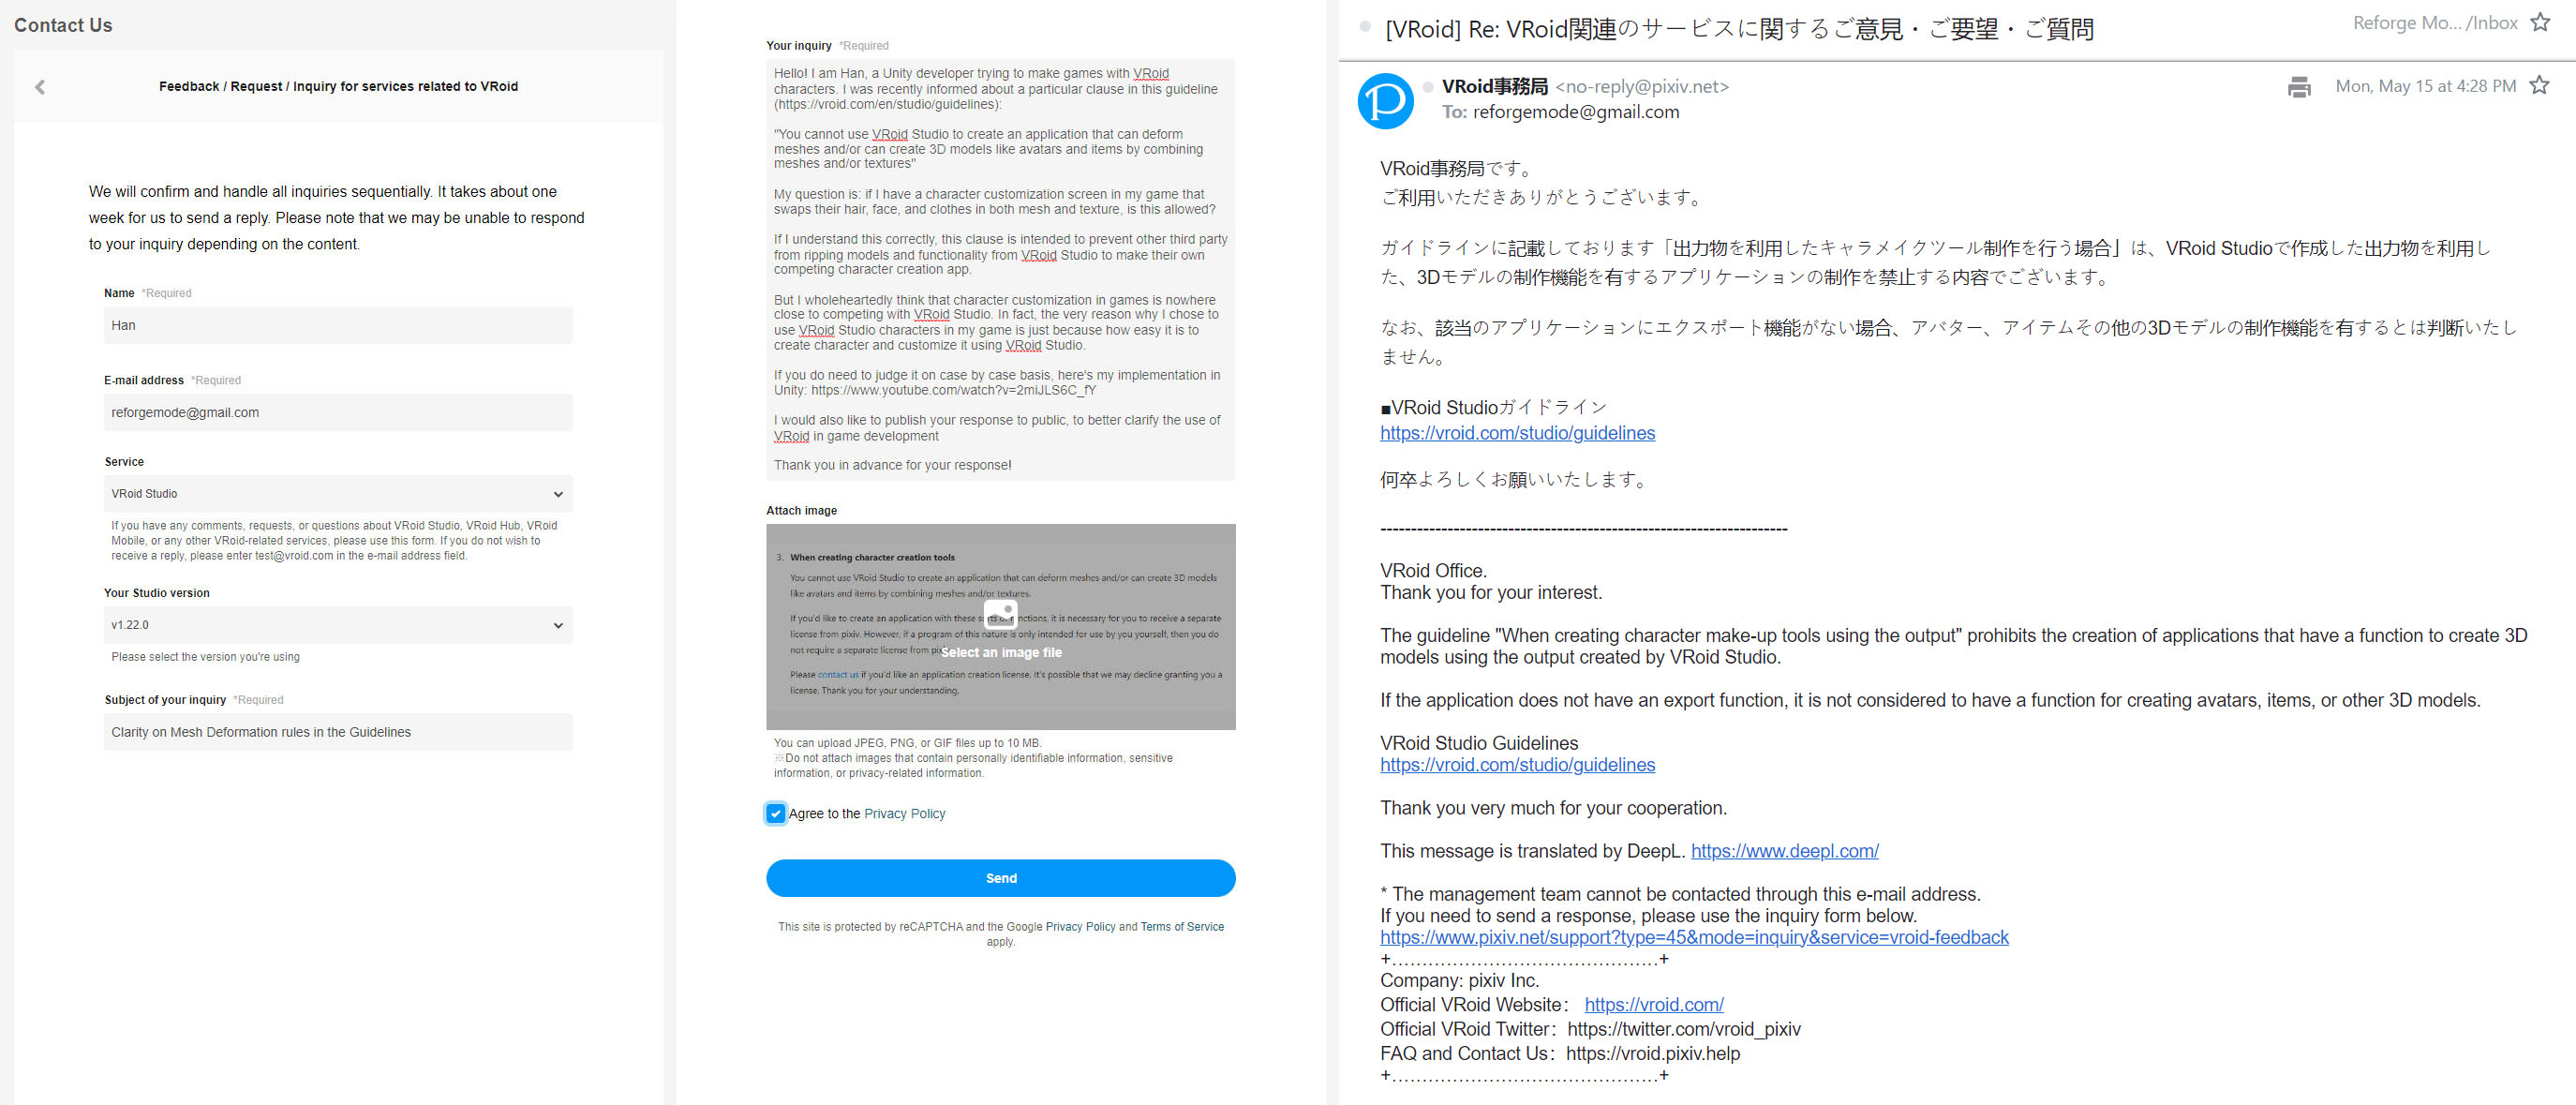 Contact Us
Feedback / Request / Inquiry for services related to VRoid
We will confirm and handle all inquiries sequentially. It takes about one
week for us to send a reply. Please note that we may be unable to respond
to your inquiry depending on the content.
Name *Required
Han
E-mail address *Required
reforgemode@gmail.com
Service
VRoid Studio
If you have any comments, requests, or questions about VRoid Studio, VRoid Hub, VRoid
Mobile, or any other VRoid-related services, please use this form. If you do not wish to
receive a reply, please enter test@vroid.com in the e-mail address field.
Your Studio version
v1.22.0
Please select the version you're using
Subject of your inquiry *Required
Clarity on Mesh Deformation rules in the Guidelines
Your inquiry *Required
Hello! I am Han, a Unity developer trying to make games with VRoid
characters. I was recently informed about a particular clause in this guideline
(https://vroid.com/en/studio/guidelines):
"You cannot use VRoid Studio to create an application that can deform
meshes and/or can create 3D models like avatars and items by combining
meshes and/or textures"
My question is: if I have a character customization screen in my game that
swaps their hair, face, and clothes in both mesh and texture, is this allowed?
If I understand this correctly, this clause is intended to prevent other third party
from ripping models and functionality from VRoid Studio to make their own
competing character creation app.
But I wholeheartedly think that character customization in games is nowhere
close to competing with VRoid Studio. In fact, the very reason why I chose to
use VRoid Studio characters in my game is just because how easy it is to
create character and customize it using VRoid Studio.
If you do need to judge it on case by case basis, here's my implementation in
Unity: https://www.youtube.com/watch?v=2miJLS6C_fY
I would also like to publish your response to public, to better clarify the use of
VRoid in game development
Thank you in advance for your response!
Attach image
3. When creating character creation tools
You cannot use VRoid Studio to create an application that can deform meshes and/or can create 3D models
like avatars and items by combining meshes and/or textures.
If you'd like to create an application with these sorts of functions, it is necessary for you to receive a separate
license from pixiv. However, if a program of this nature is only intended for use by you yourself, then you do
not require a separate license from
Select an image file
Please contact us if you'd like an application creation license. It's possible that we may decline granting you a
license. Thank you for your understanding.
You can upload JPEG, PNG, or GIF files up to 10 MB.
※Do not attach images that contain personally identifiable information, sensitive
information, or privacy-related information.
Agree to the Privacy Policy
Send
This site is protected by reCAPTCHA and the Google Privacy Policy and Terms of Service
apply.
[VRoid] Re: VRoid関連のサービスに関するご意見・ご要望・ご質問
Reforge Mo... /Inbox
VRoid事務局 <no-reply@pixiv.net>
Mon, May 15 at 4:28 PM
To: reforgemode@gmail.com
VRoid事務局です。
ご利用いただきありがとうございます。
ガイドラインに記載しております「出力物を利用したキャラメイクツール制作を行う場合」は、VRoid Studioで作成した出力物を利用し
た、3Dモデルの制作機能を有するアプリケーションの制作を禁止する内容でございます。
なお、該当のアプリケーションにエクスポート機能がない場合、アバター、アイテムその他の3Dモデルの制作機能を有するとは判断いたし
ません。
■VRoid Studioガイドライン
https://vroid.com/studio/guidelines
何卒よろしくお願いいたします。
-------------------------------------------------------------------
VRoid Office.
Thank you for your interest.
The guideline "When creating character make-up tools using the output" prohibits the creation of applications that have a function to create 3D
models using the output created by VRoid Studio.
If the application does not have an export function, it is not considered to have a function for creating avatars, items, or other 3D models.
VRoid Studio Guidelines
https://vroid.com/studio/guidelines
Thank you very much for your cooperation.
This message is translated by DeepL. https://www.deepl.com/
* The management team cannot be contacted through this e-mail address.
If you need to send a response, please use the inquiry form below.
https://www.pixiv.net/support?type=45&mode=inquiry&service=vroid-feedback
+………………………………………+
Company: pixiv Inc.
Official VRoid Website： https://vroid.com/
Official VRoid Twitter：https://twitter.com/vroid_pixiv
FAQ and Contact Us：https://vroid.pixiv.help
+………………………………………+